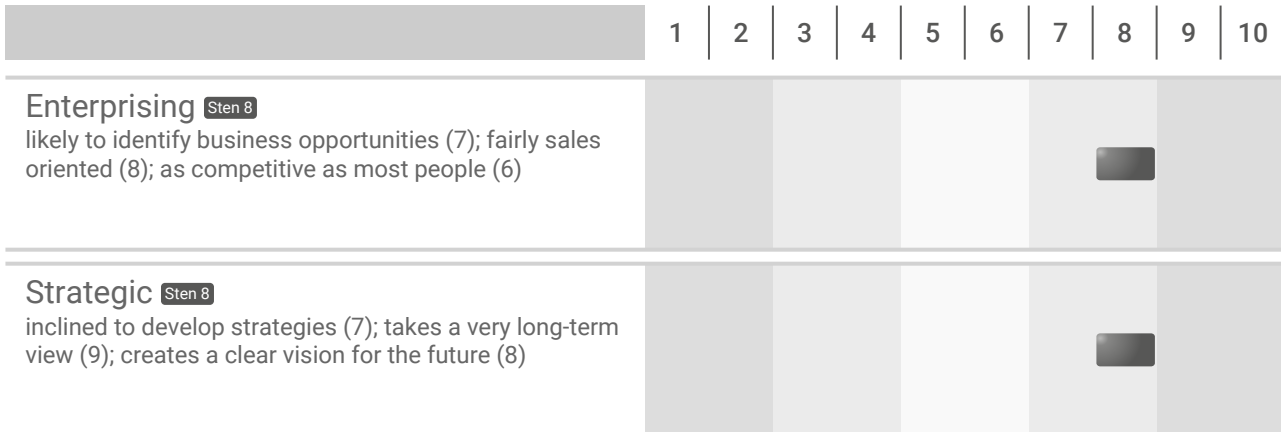 1 2 3 4 5 6 7 8 9 10
Enterprising Sten 8
likely to identify business opportunities (7); fairly sales
oriented (8); as competitive as most people (6)
Strategic Sten 8
inclined to develop strategies (7); takes a very long-term
view (9); creates a clear vision for the future (8)